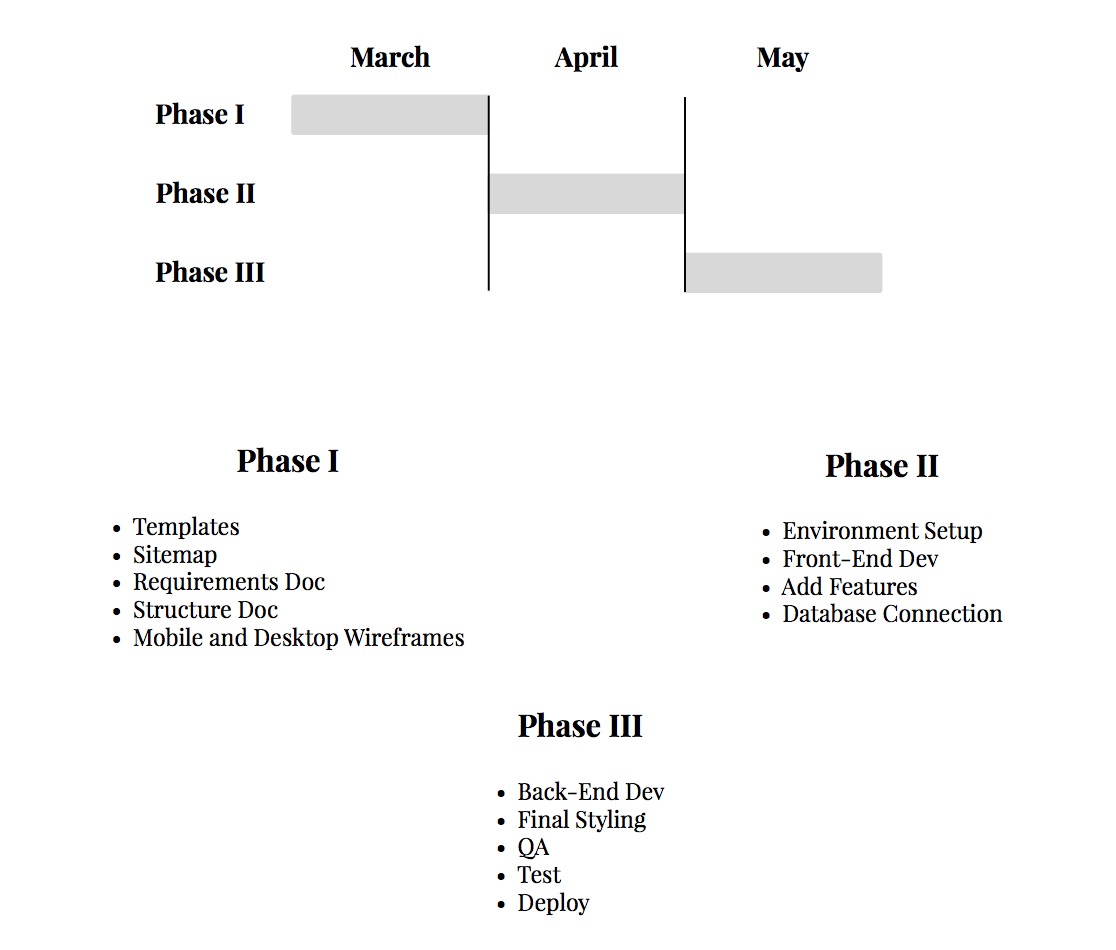 March April May
Phase I
Phase II
Phase III
Phase I
• Templates
• Sitemap
• Requirements Doc
• Structure Doc
• Mobile and Desktop Wireframes
Phase II
• Environment Setup
• Front-End Dev
• Add Features
• Database Connection
Phase III
• Back-End Dev
• Final Styling
• QA
• Test
• Deploy